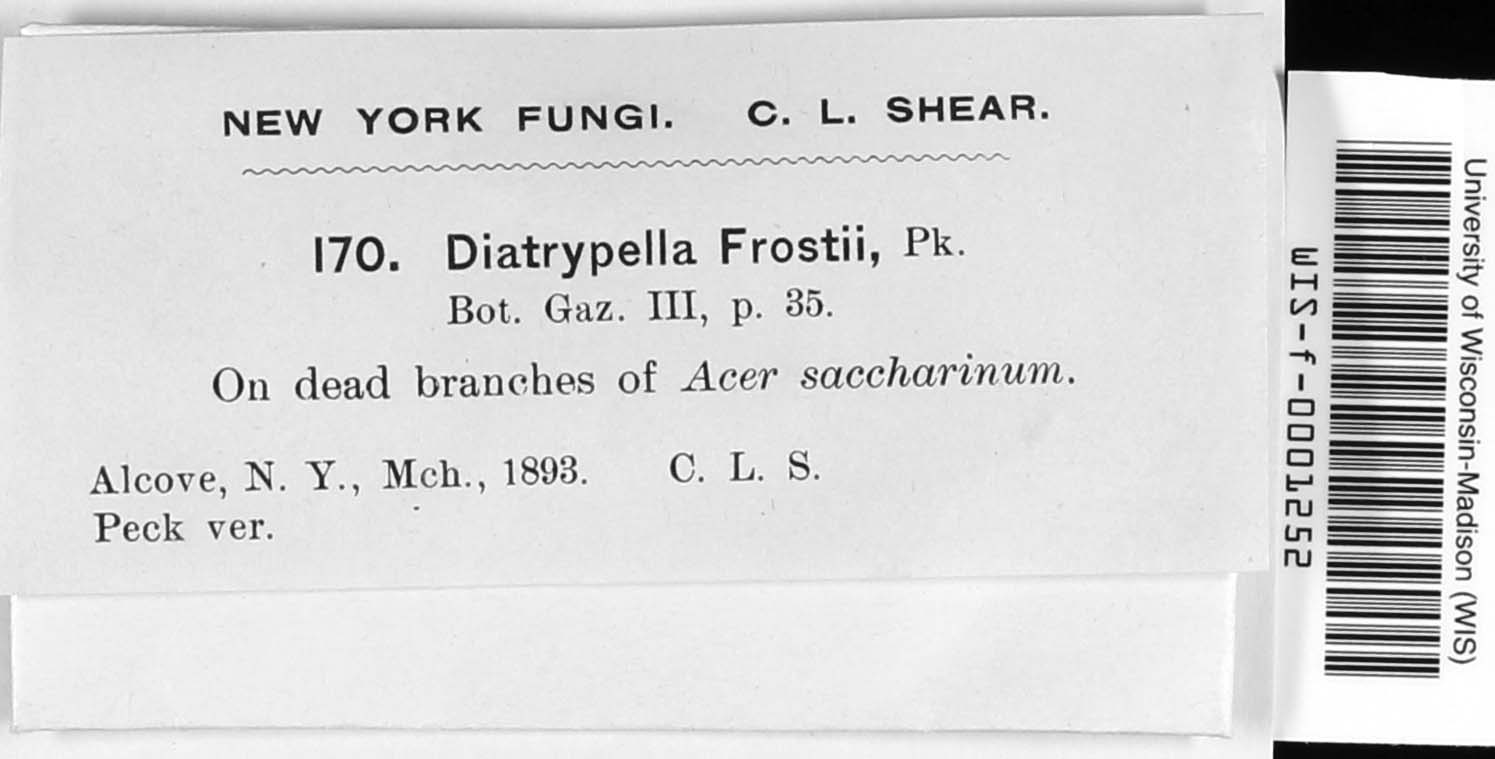 NEW YORK FUNGI. C. L. SHEAR.
170. Diatrypella Frostii, Pk.
Bot. Gaz. III, p. 35.
On dead branches of Acer saccharinum.
Alcove, N. Y., Mch., 1893. C. L. S.
Peck ver.
University of Wisconsin-Madison (WIS)
WIS-f-0001252